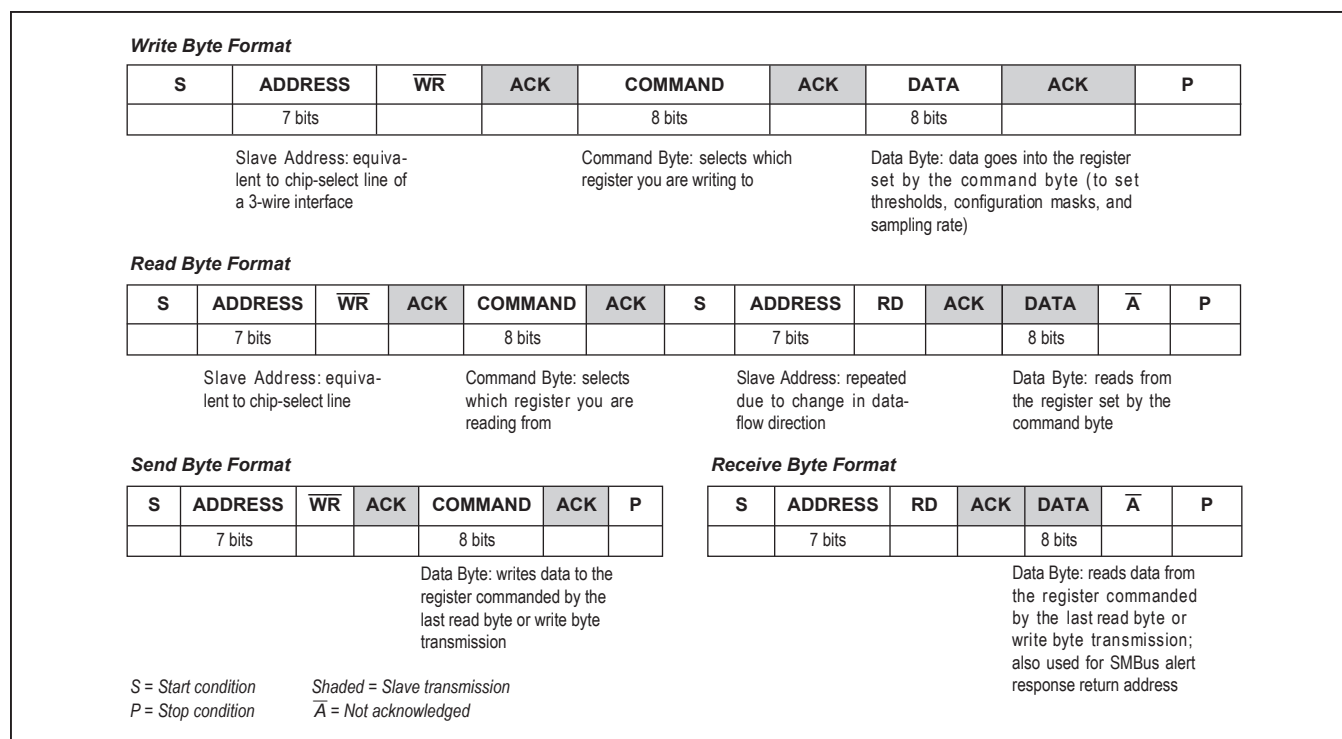 Write Byte Format
S ADDRESS W̅R̅ ACK COMMAND ACK DATA ACK P
7 bits 8 bits 8 bits
Slave Address: equiva-
lent to chip-select line of
a 3-wire interface
Command Byte: selects which
register you are writing to
Data Byte: data goes into the register
set by the command byte (to set
thresholds, configuration masks, and
sampling rate)
Read Byte Format
S ADDRESS W̅R̅ ACK COMMAND ACK S ADDRESS RD ACK DATA A̅ P
7 bits 8 bits 7 bits 8 bits
Slave Address: equiva-
lent to chip-select line
Command Byte: selects
which register you are
reading from
Slave Address: repeated
due to change in data-
flow direction
Data Byte: reads from
the register set by the
command byte
Send Byte Format
S ADDRESS W̅R̅ ACK COMMAND ACK P
7 bits 8 bits
Data Byte: writes data to the
register commanded by the
last read byte or write byte
transmission
Receive Byte Format
S ADDRESS RD ACK DATA A̅ P
7 bits 8 bits
Data Byte: reads data from
the register commanded
by the last read byte or
write byte transmission;
also used for SMBus alert
response return address
S = Start condition Shaded = Slave transmission
P = Stop condition A̅ = Not acknowledged